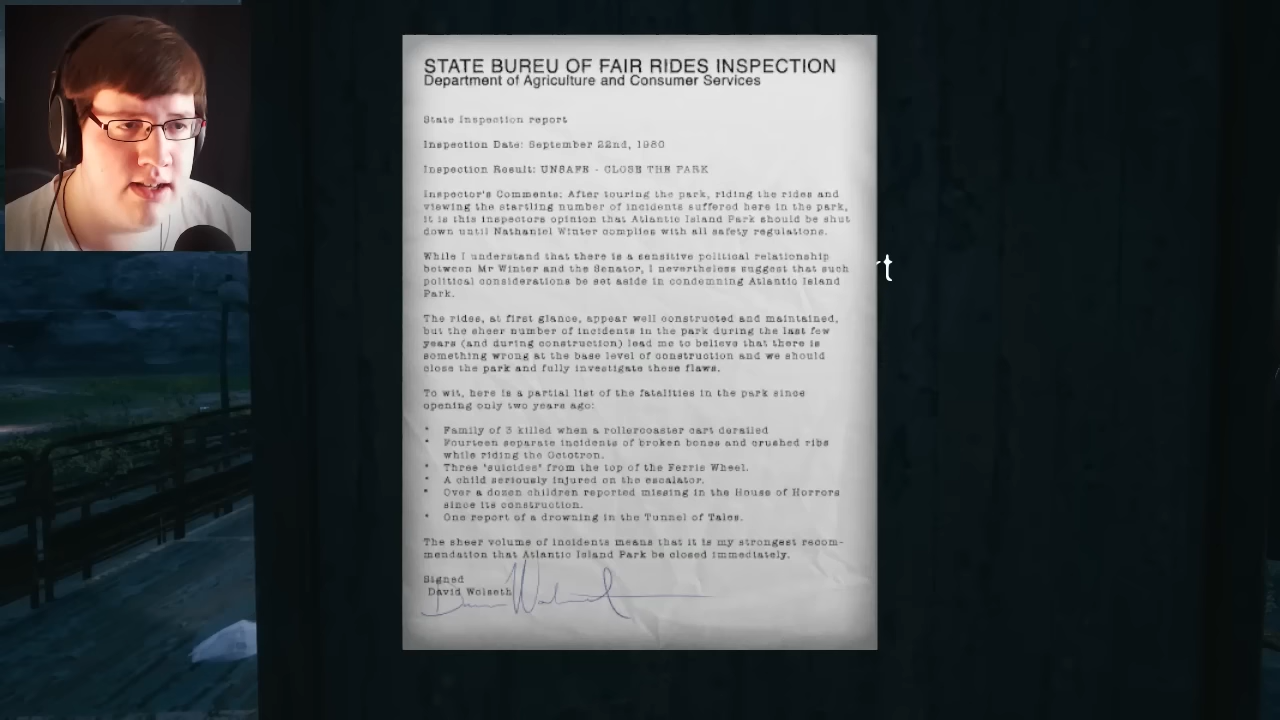 STATE BUREU OF FAIR RIDES INSPECTION
Department of Agriculture and Consumer Services
State Inspection report
Inspection Date: September 22nd, 1980
Inspection Result: UNSAFE - CLOSE THE PARK
Inspector's Comments: After touring the park, riding the rides and
viewing the startling number of incidents suffered here in the park,
it is this inspectors opinion that Atlantic Island Park should be shut
down until Nathaniel Winter complies with all safety regulations.
While I understand that there is a sensitive political relationship
between Mr Winter and the Senator, I nevertheless suggest that such
political considerations be set aside in condemning Atlantic Island
Park.
The rides, at first glance, appear well constructed and maintained,
but the sheer number of incidents in the park during the last few
years (and during construction) lead me to believe that there is
something wrong at the base level of construction and we should
close the park and fully investigate these flaws.
To wit, here is a partial list of the fatalities in the park since
opening only two years ago:
* Family of 3 killed when a rollercoaster cart derailed
* Fourteen separate incidents of broken bones and crushed ribs
while riding the Octotron.
* Three 'suicides' from the top of the Ferris Wheel.
* A child seriously injured on the escalator.
* Over a dozen children reported missing in the House of Horrors
since its construction.
* One report of a drowning in the Tunnel of Tales.
The sheer volume of incidents means that it is my strongest recom-
mendation that Atlantic Island Park be closed immediately.
Signed
David Wolseth
rt